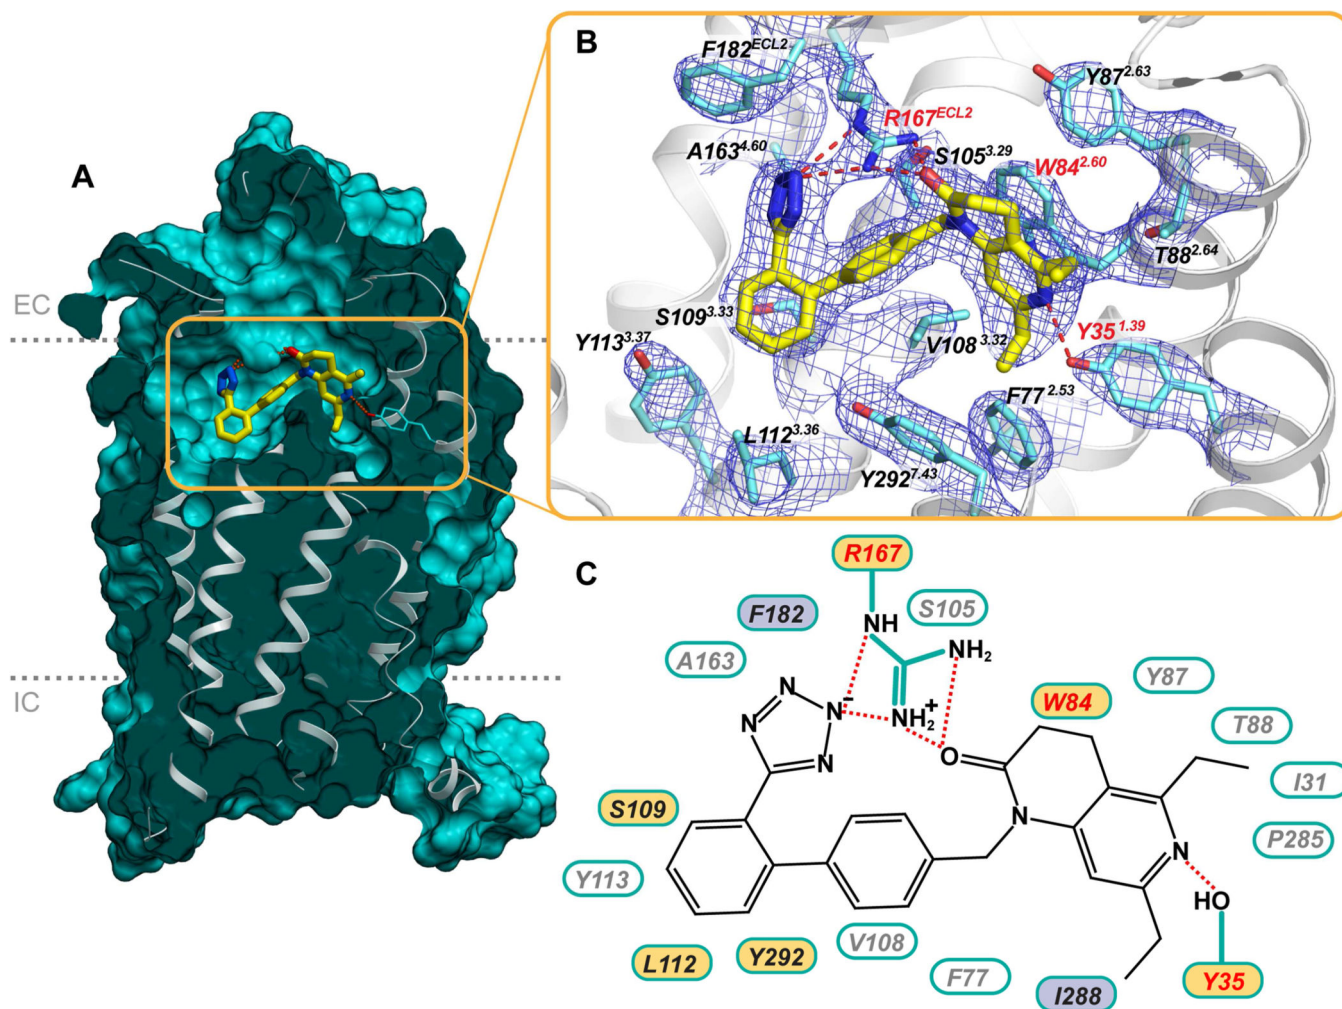 A
EC
IC
B
F182ECL2
Y872.63
R167ECL2
A1634.60
S1053.29
W842.60
T882.64
S1093.33
Y1133.37
V1083.32
Y351.39
F772.53
L1123.36
Y2927.43
C
R167
F182
S105
NH
A163
NH2
Y87
W84
N
N
-
NH2+
T88
N
N
O
I31
S109
N
N
P285
Y113
HO
V108
L112
Y292
F77
I288
Y35